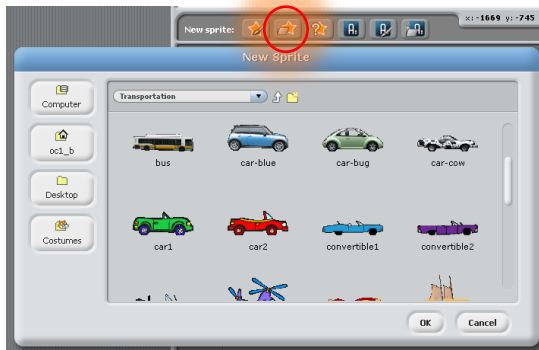 x: -1669 y: -745
New sprite:
New Sprite
Computer
oc1_b
Desktop
Costumes
Transportation
bus car-blue car-bug car-cow
car1 car2 convertible1 convertible2
OK Cancel